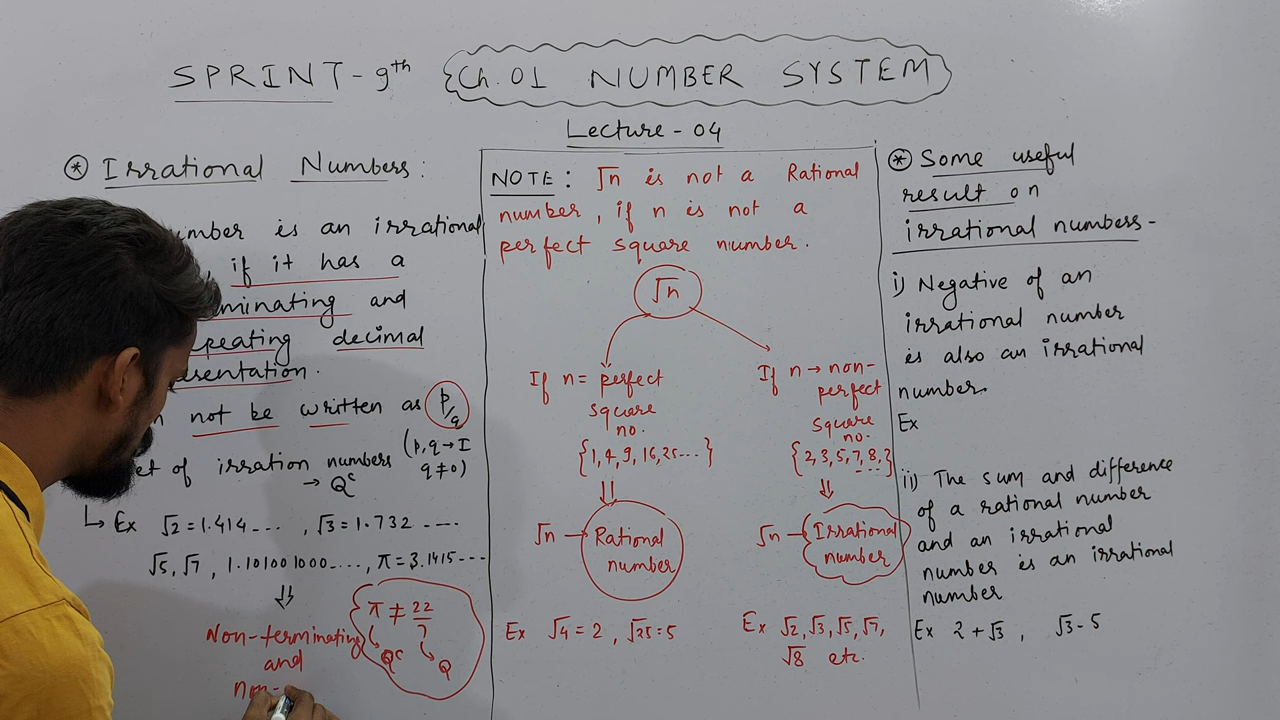 SPRINT-9th Ch. 01 NUMBER SYSTEM
Lecture - 04
* Irrational Numbers:
umber is an irrational
if it has a
minating and
peating decimal
esentation.
not be written as p/q
(p, q → I
q ≠ 0)
et of irration numbers
→ Qᶜ
↳ Ex √2 = 1.414 ... , √3 = 1.732 ....
√5, √7, 1.101001000...., π = 3.1415...
⇓
Non-terminating
and
non-
π ≠ 22/7
Qᶜ Q
NOTE: √n is not a Rational
number, if n is not a
perfect square number.
√n
If n = perfect
square
no.
{1, 4, 9, 16, 25...}
⇓
√n → Rational
number
Ex √4 = 2, √25 = 5
If n → non-
perfect
square
no.
{2, 3, 5, 7, 8, ...}
⇓
√n → Irrational
number
Ex √2, √3, √5, √7,
√8 etc.
* Some useful
result on
irrational numbers-
i) Negative of an
irrational number
is also an irrational
number.
Ex
ii) The sum and difference
of a rational number
and an irrational
number is an irrational
number
Ex 2 + √3 , √3 - 5